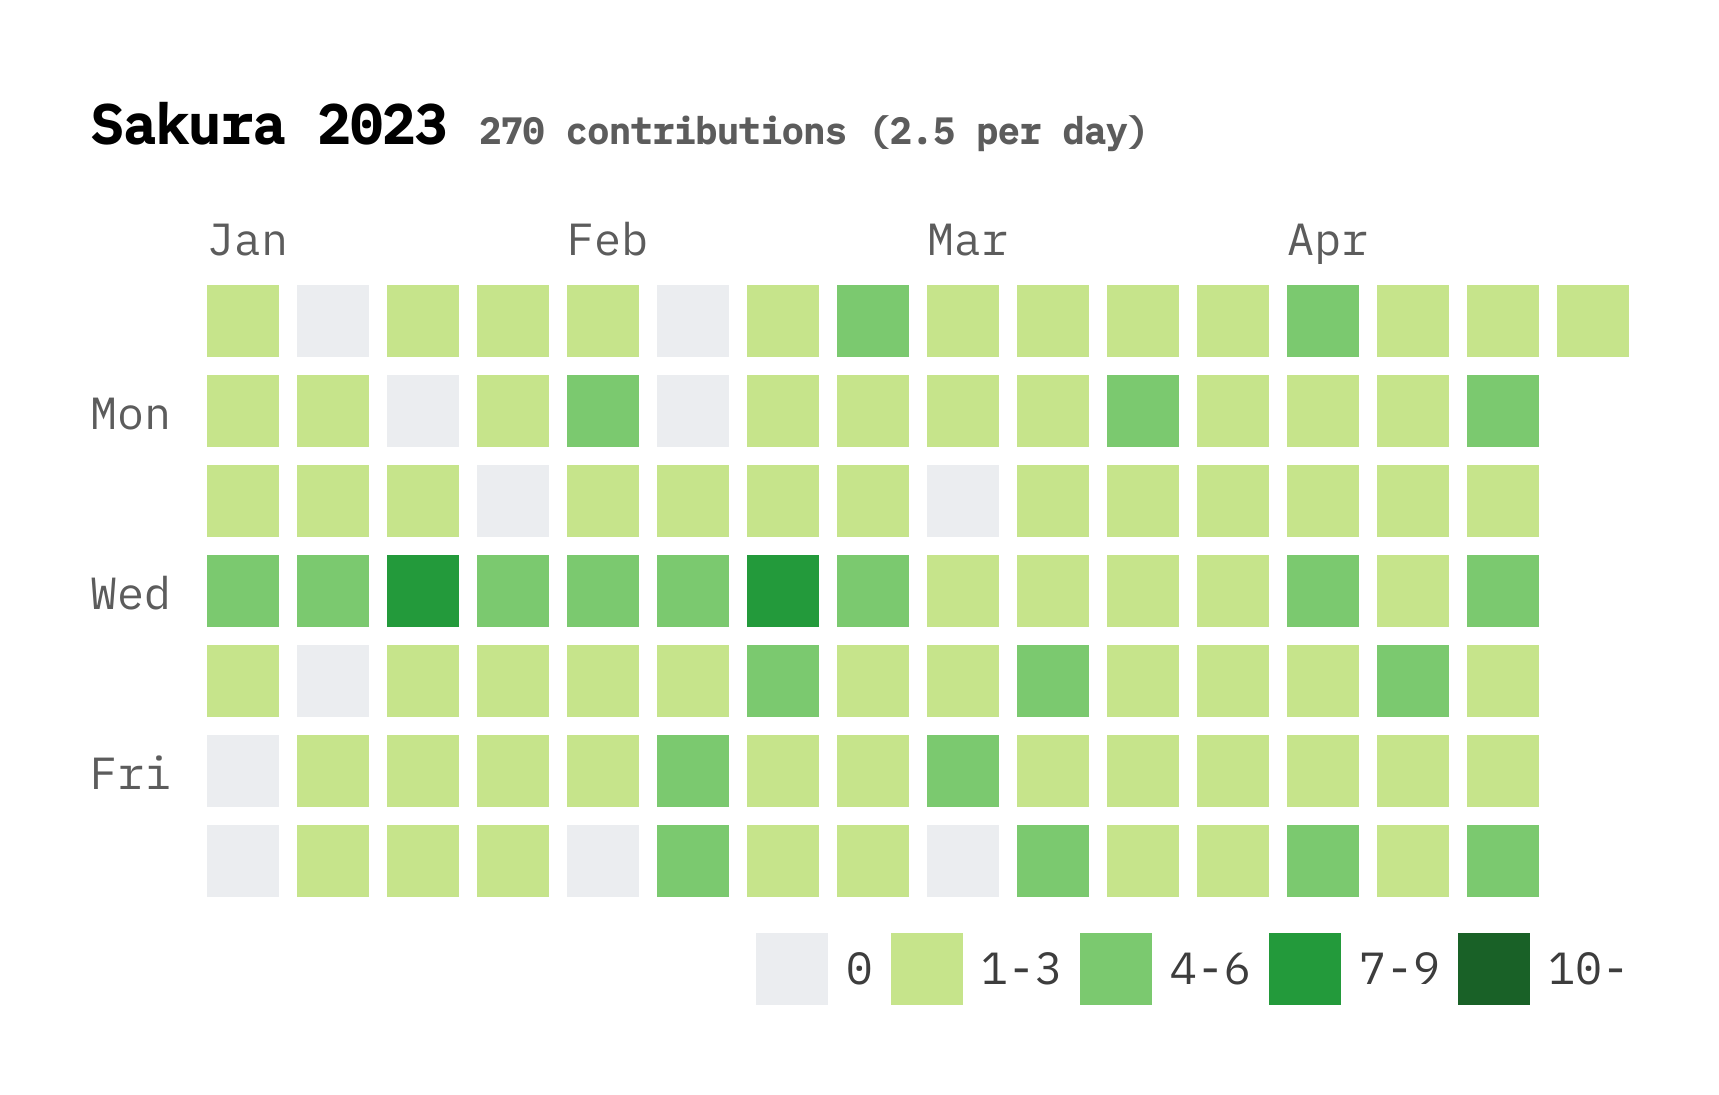 Sakura 2023 270 contributions (2.5 per day)
Jan Feb Mar Apr
Mon
Wed
Fri
0 1-3 4-6 7-9 10-